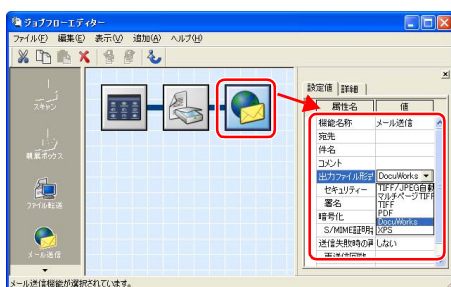 ジョブフローエディター
ファイル(F) 編集(E) 表示(V) 追加(A) ヘルプ(H)
スキャン
親展ボックス
ファイル転送
メール送信
設定値 詳細
属性名 値
機能名称 メール送信
宛先
件名
コメント
出力ファイル形式 DocuWorks
TIFF/JPEG自動
セキュリティー
マルチページTIFF
署名
TIFF
暗号化
PDF
DocuWorks
S/MIME証明
XPS
送信失敗時の再 しない
再送信回数
メール送信機能が選択されています。